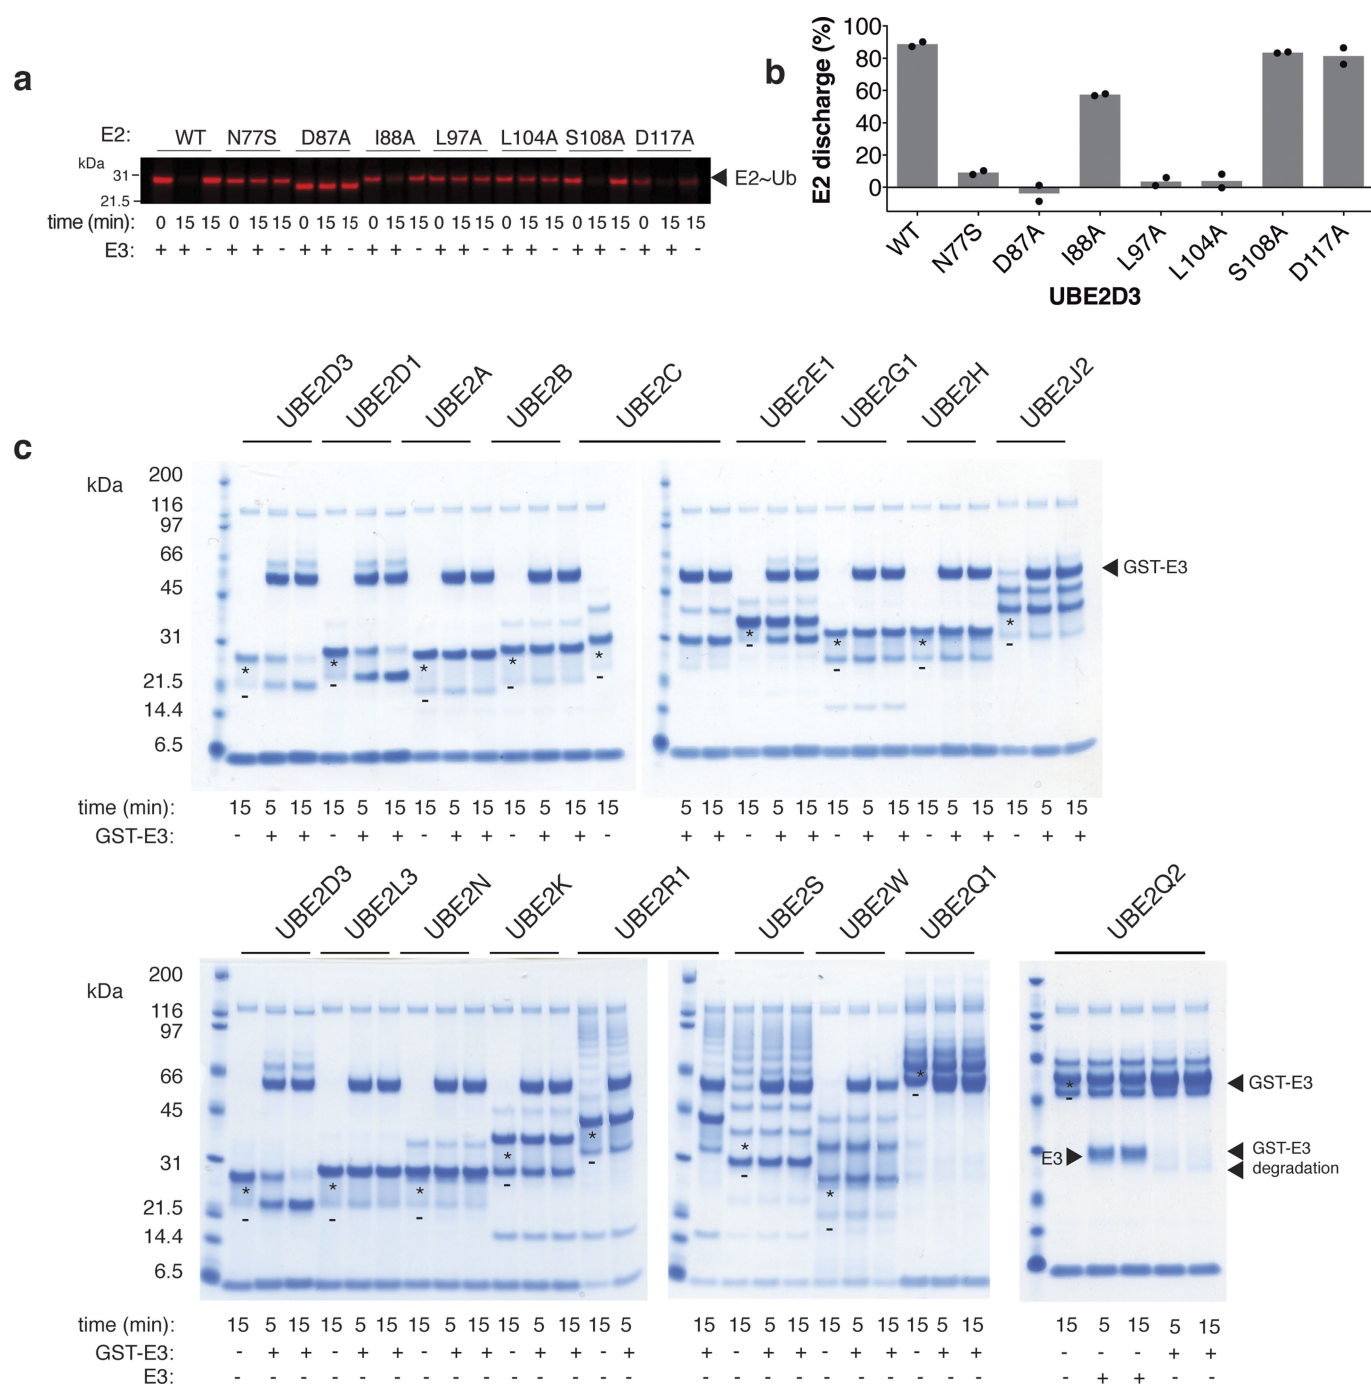 a
E2: WT N77S D87A I88A L97A L104A S108A D117A
kDa
31
21.5
E2~Ub
time (min): 0 15 15 0 15 15 0 15 15 0 15 15 0 15 15 0 15 15 0 15 15 0 15 15
E3: + + - + + - + + - + + - + + - + + - + + - + + -
b
E2 discharge (%)
100
80
60
40
20
0
WT N77S D87A I88A L97A L104A S108A D117A
UBE2D3
c
UBE2D3 UBE2D1 UBE2A UBE2B UBE2C UBE2E1 UBE2G1 UBE2H UBE2J2
kDa
200
116
97
66
45
31
21.5
14.4
6.5
GST-E3
* * * * * * * * *
- - - - - - - - -
time (min): 15 5 15 15 5 15 15 5 15 15 5 15 15 5 15 15 5 15 15 5 15 15 5 15 15 5 15
GST-E3: - + + - + + - + + - + + - + + - + + - + + - + + - + +
UBE2D3 UBE2L3 UBE2N UBE2K UBE2R1 UBE2S UBE2W UBE2Q1 UBE2Q2
kDa
200
116
97
66
45
31
21.5
14.4
6.5
* * * * * * * * *
- - - - - - - - -
GST-E3
E3
GST-E3
degradation
time (min): 15 5 15 15 5 15 15 5 15 15 5 15 15 5 15 15 5 15 15 5 15 15 5 15 15 5 15 5 15
GST-E3: - + + - + + - + + - + + - + + - + + - + + - + + - - - + +
E3: - - - - - - - - - - - - - - - - - - - - - - - - - + + - -